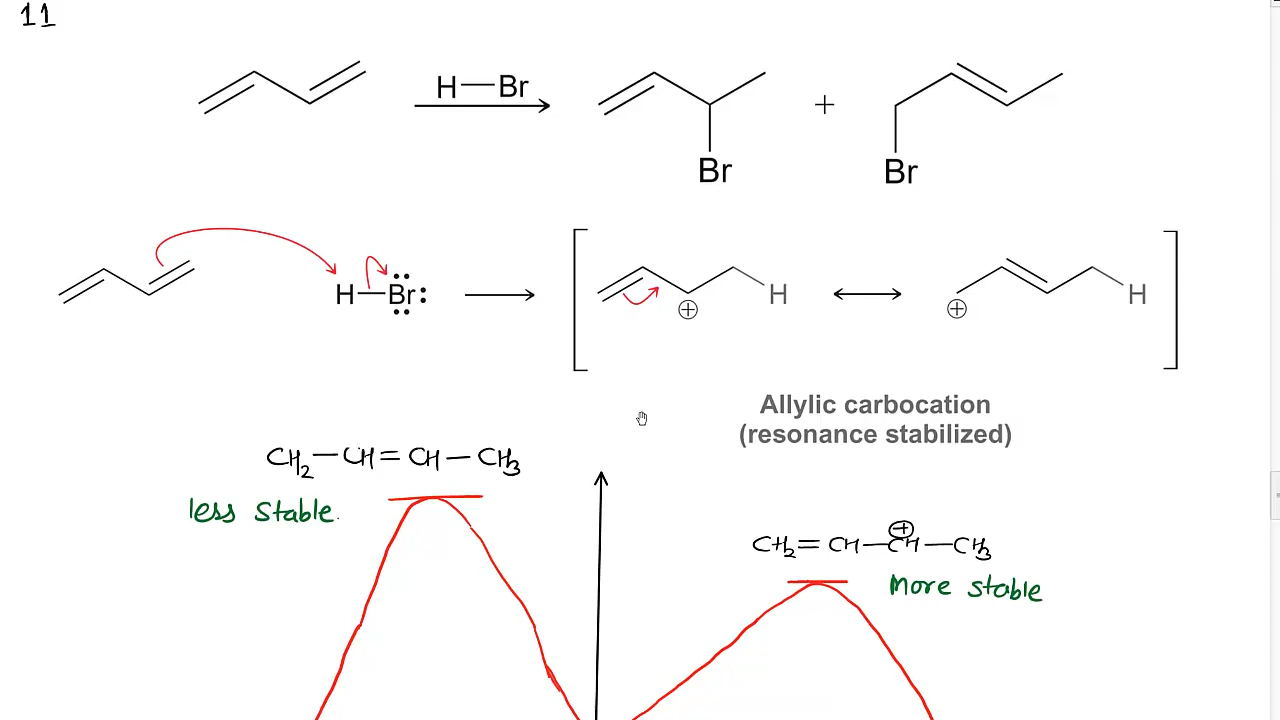 11
H—Br
+
Br
Br
H—Br
⊕
H
⊕
H
Allylic carbocation
(resonance stabilized)
CH₂—CH=CH—CH₃
less stable.
⊕
CH₂=CH—CH—CH₃
More stable